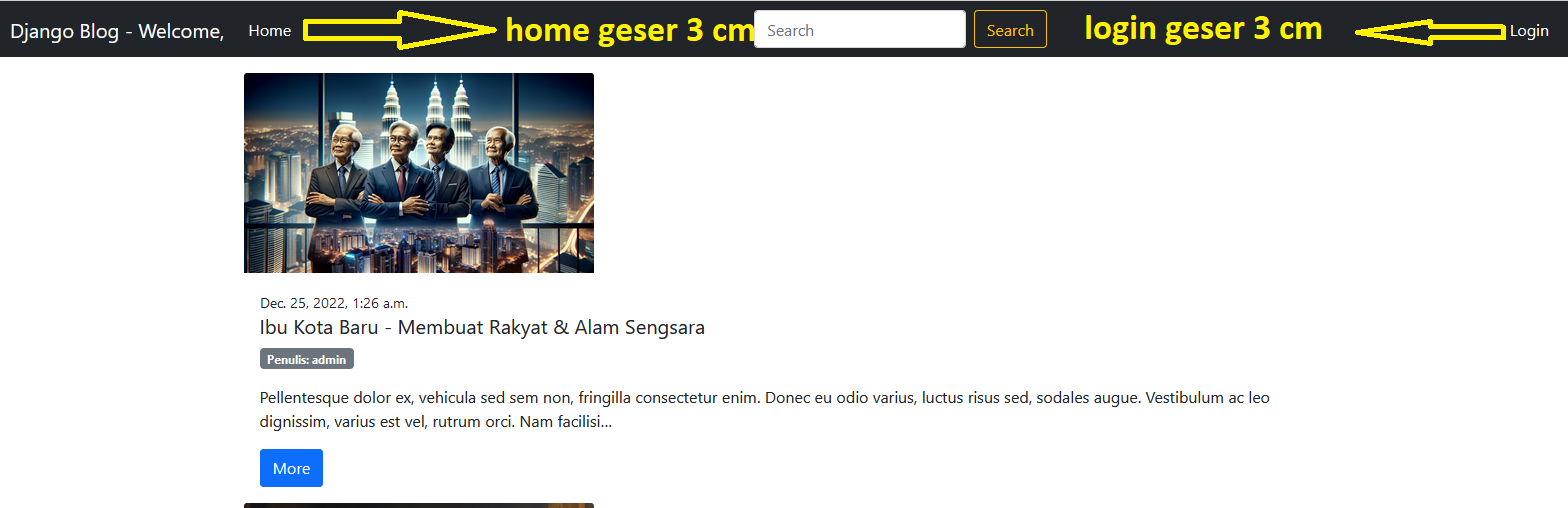 Django Blog - Welcome, Home home geser 3 cm Search Search login geser 3 cm Login
Dec. 25, 2022, 1:26 a.m.
Ibu Kota Baru - Membuat Rakyat & Alam Sengsara
Penulis: admin
Pellentesque dolor ex, vehicula sed sem non, fringilla consectetur enim. Donec eu odio varius, luctus risus sed, sodales augue. Vestibulum ac leo
dignissim, varius est vel, rutrum orci. Nam facilisi...
More